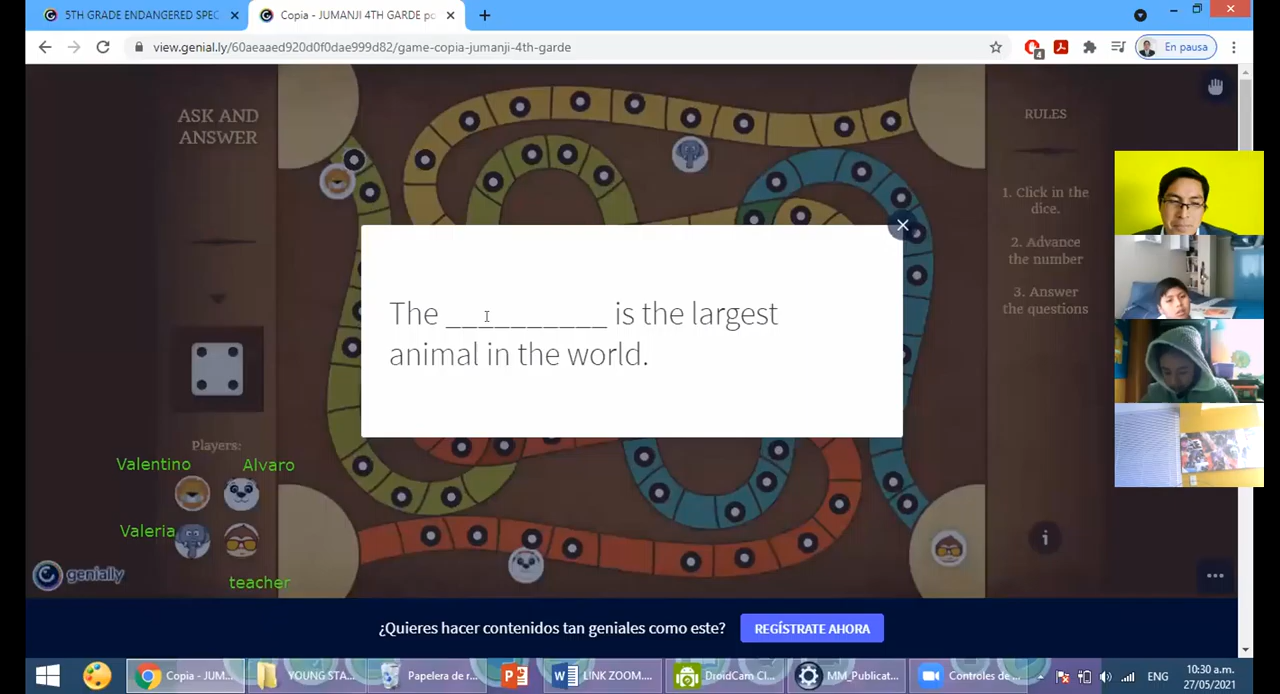 5TH GRADE ENDANGERED SPEC
Copia - JUMANJI 4TH GARDE po
view.genial.ly/60aeaaed920d0f0dae999d82/game-copia-jumanji-4th-garde
4
En pausa
ASK AND
ANSWER
RULES
1. Click in the
dice.
2. Advance
the number
3. Answer
the questions
The __________ is the largest
animal in the world.
Players:
Valentino
Alvaro
Valeria
teacher
genially
¿Quieres hacer contenidos tan geniales como este?
REGÍSTRATE AHORA
Copia - JUM...
YOUNG STA...
Papelera de r...
LINK ZOOM....
DroidCam Cl...
MM_Publicat...
Controles de ...
ENG
10:30 a.m.
27/05/2021